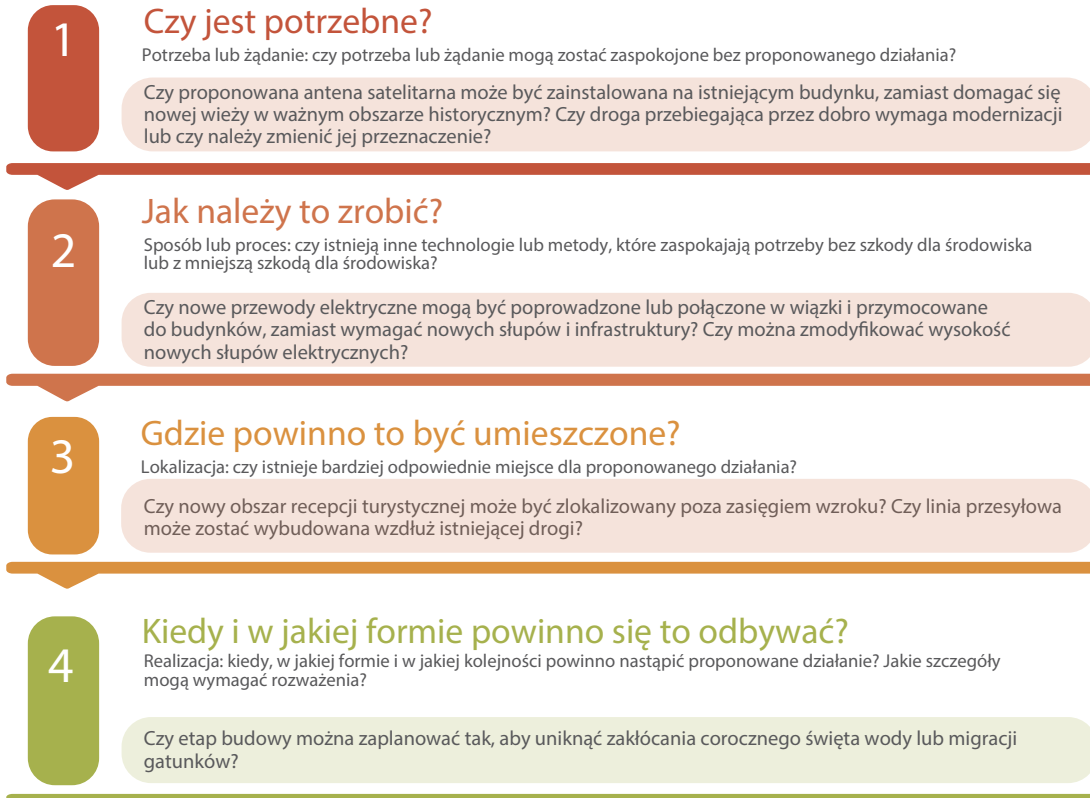 1
Czy jest potrzebne?
Potrzeba lub żądanie: czy potrzeba lub żądanie mogą zostać zaspokojone bez proponowanego działania?
Czy proponowana antena satelitarna może być zainstalowana na istniejącym budynku, zamiast domagać się
nowej wieży w ważnym obszarze historycznym? Czy droga przebiegająca przez dobro wymaga modernizacji
lub czy należy zmienić jej przeznaczenie?
2
Jak należy to zrobić?
Sposób lub proces: czy istnieją inne technologie lub metody, które zaspokajają potrzeby bez szkody dla środowiska
lub z mniejszą szkodą dla środowiska?
Czy nowe przewody elektryczne mogą być poprowadzone lub połączone w wiązki i przymocowane
do budynków, zamiast wymagać nowych słupów i infrastruktury? Czy można zmodyfikować wysokość
nowych słupów elektrycznych?
3
Gdzie powinno to być umieszczone?
Lokalizacja: czy istnieje bardziej odpowiednie miejsce dla proponowanego działania?
Czy nowy obszar recepcji turystycznej może być zlokalizowany poza zasięgiem wzroku? Czy linia przesyłowa
może zostać wybudowana wzdłuż istniejącej drogi?
4
Kiedy i w jakiej formie powinno się to odbywać?
Realizacja: kiedy, w jakiej formie i w jakiej kolejności powinno nastąpić proponowane działanie? Jakie szczegóły
mogą wymagać rozważenia?
Czy etap budowy można zaplanować tak, aby uniknąć zakłócania corocznego święta wody lub migracji
gatunków?